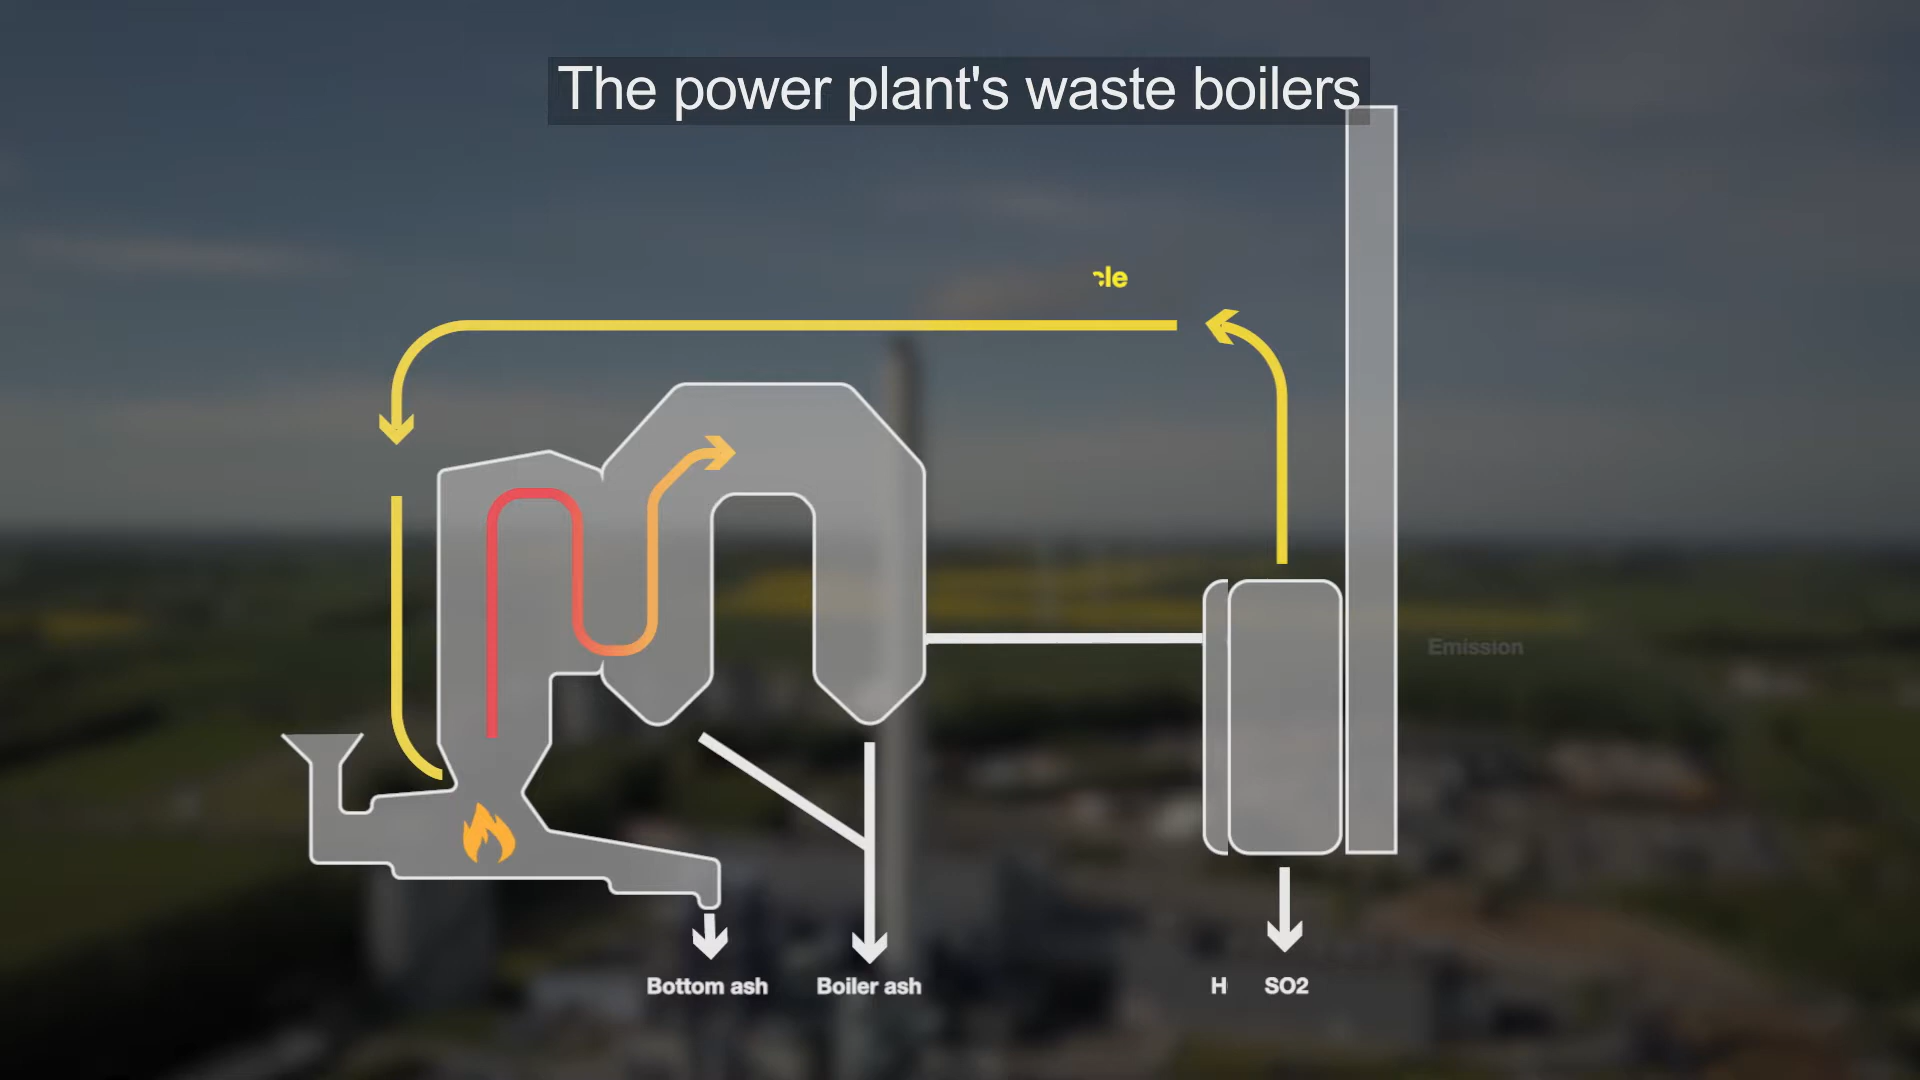 The power plant's waste boilers
Emission
Bottom ash
Boiler ash
H
SO2